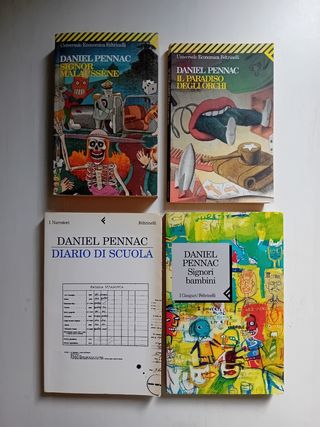 Universale Economica Feltrinelli
DANIEL PENNAC
SIGNOR
MALAUSSÈNE
Universale Economica Feltrinelli
DANIEL PENNAC
IL PARADISO
DEGLI ORCHI
I Narratori
Feltrinelli
DANIEL PENNAC
DIARIO DI SCUOLA
DANIEL
PENNAC
Signori
bambini
I Canguri/Feltrinelli